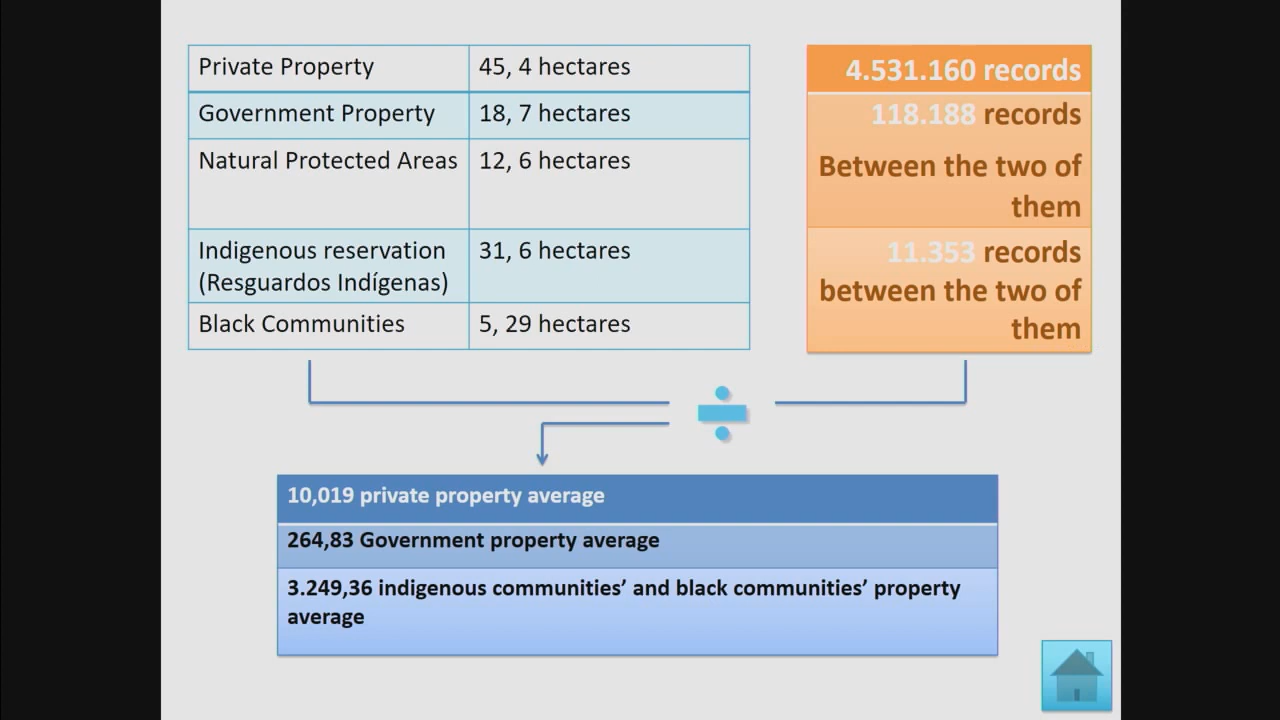 Private Property 45, 4 hectares
Government Property 18, 7 hectares
Natural Protected Areas 12, 6 hectares
Indigenous reservation 31, 6 hectares
(Resguardos Indígenas)
Black Communities 5, 29 hectares
4.531.160 records
118.188 records
Between the two of
them
11.353 records
between the two of
them
10,019 private property average
264,83 Government property average
3.249,36 indigenous communities’ and black communities’ property
average